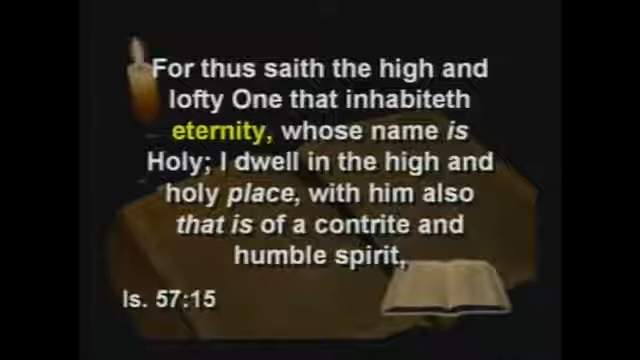 For thus saith the high and
lofty One that inhabiteth
eternity, whose name is
Holy; I dwell in the high and
holy place, with him also
that is of a contrite and
humble spirit,
Is. 57:15